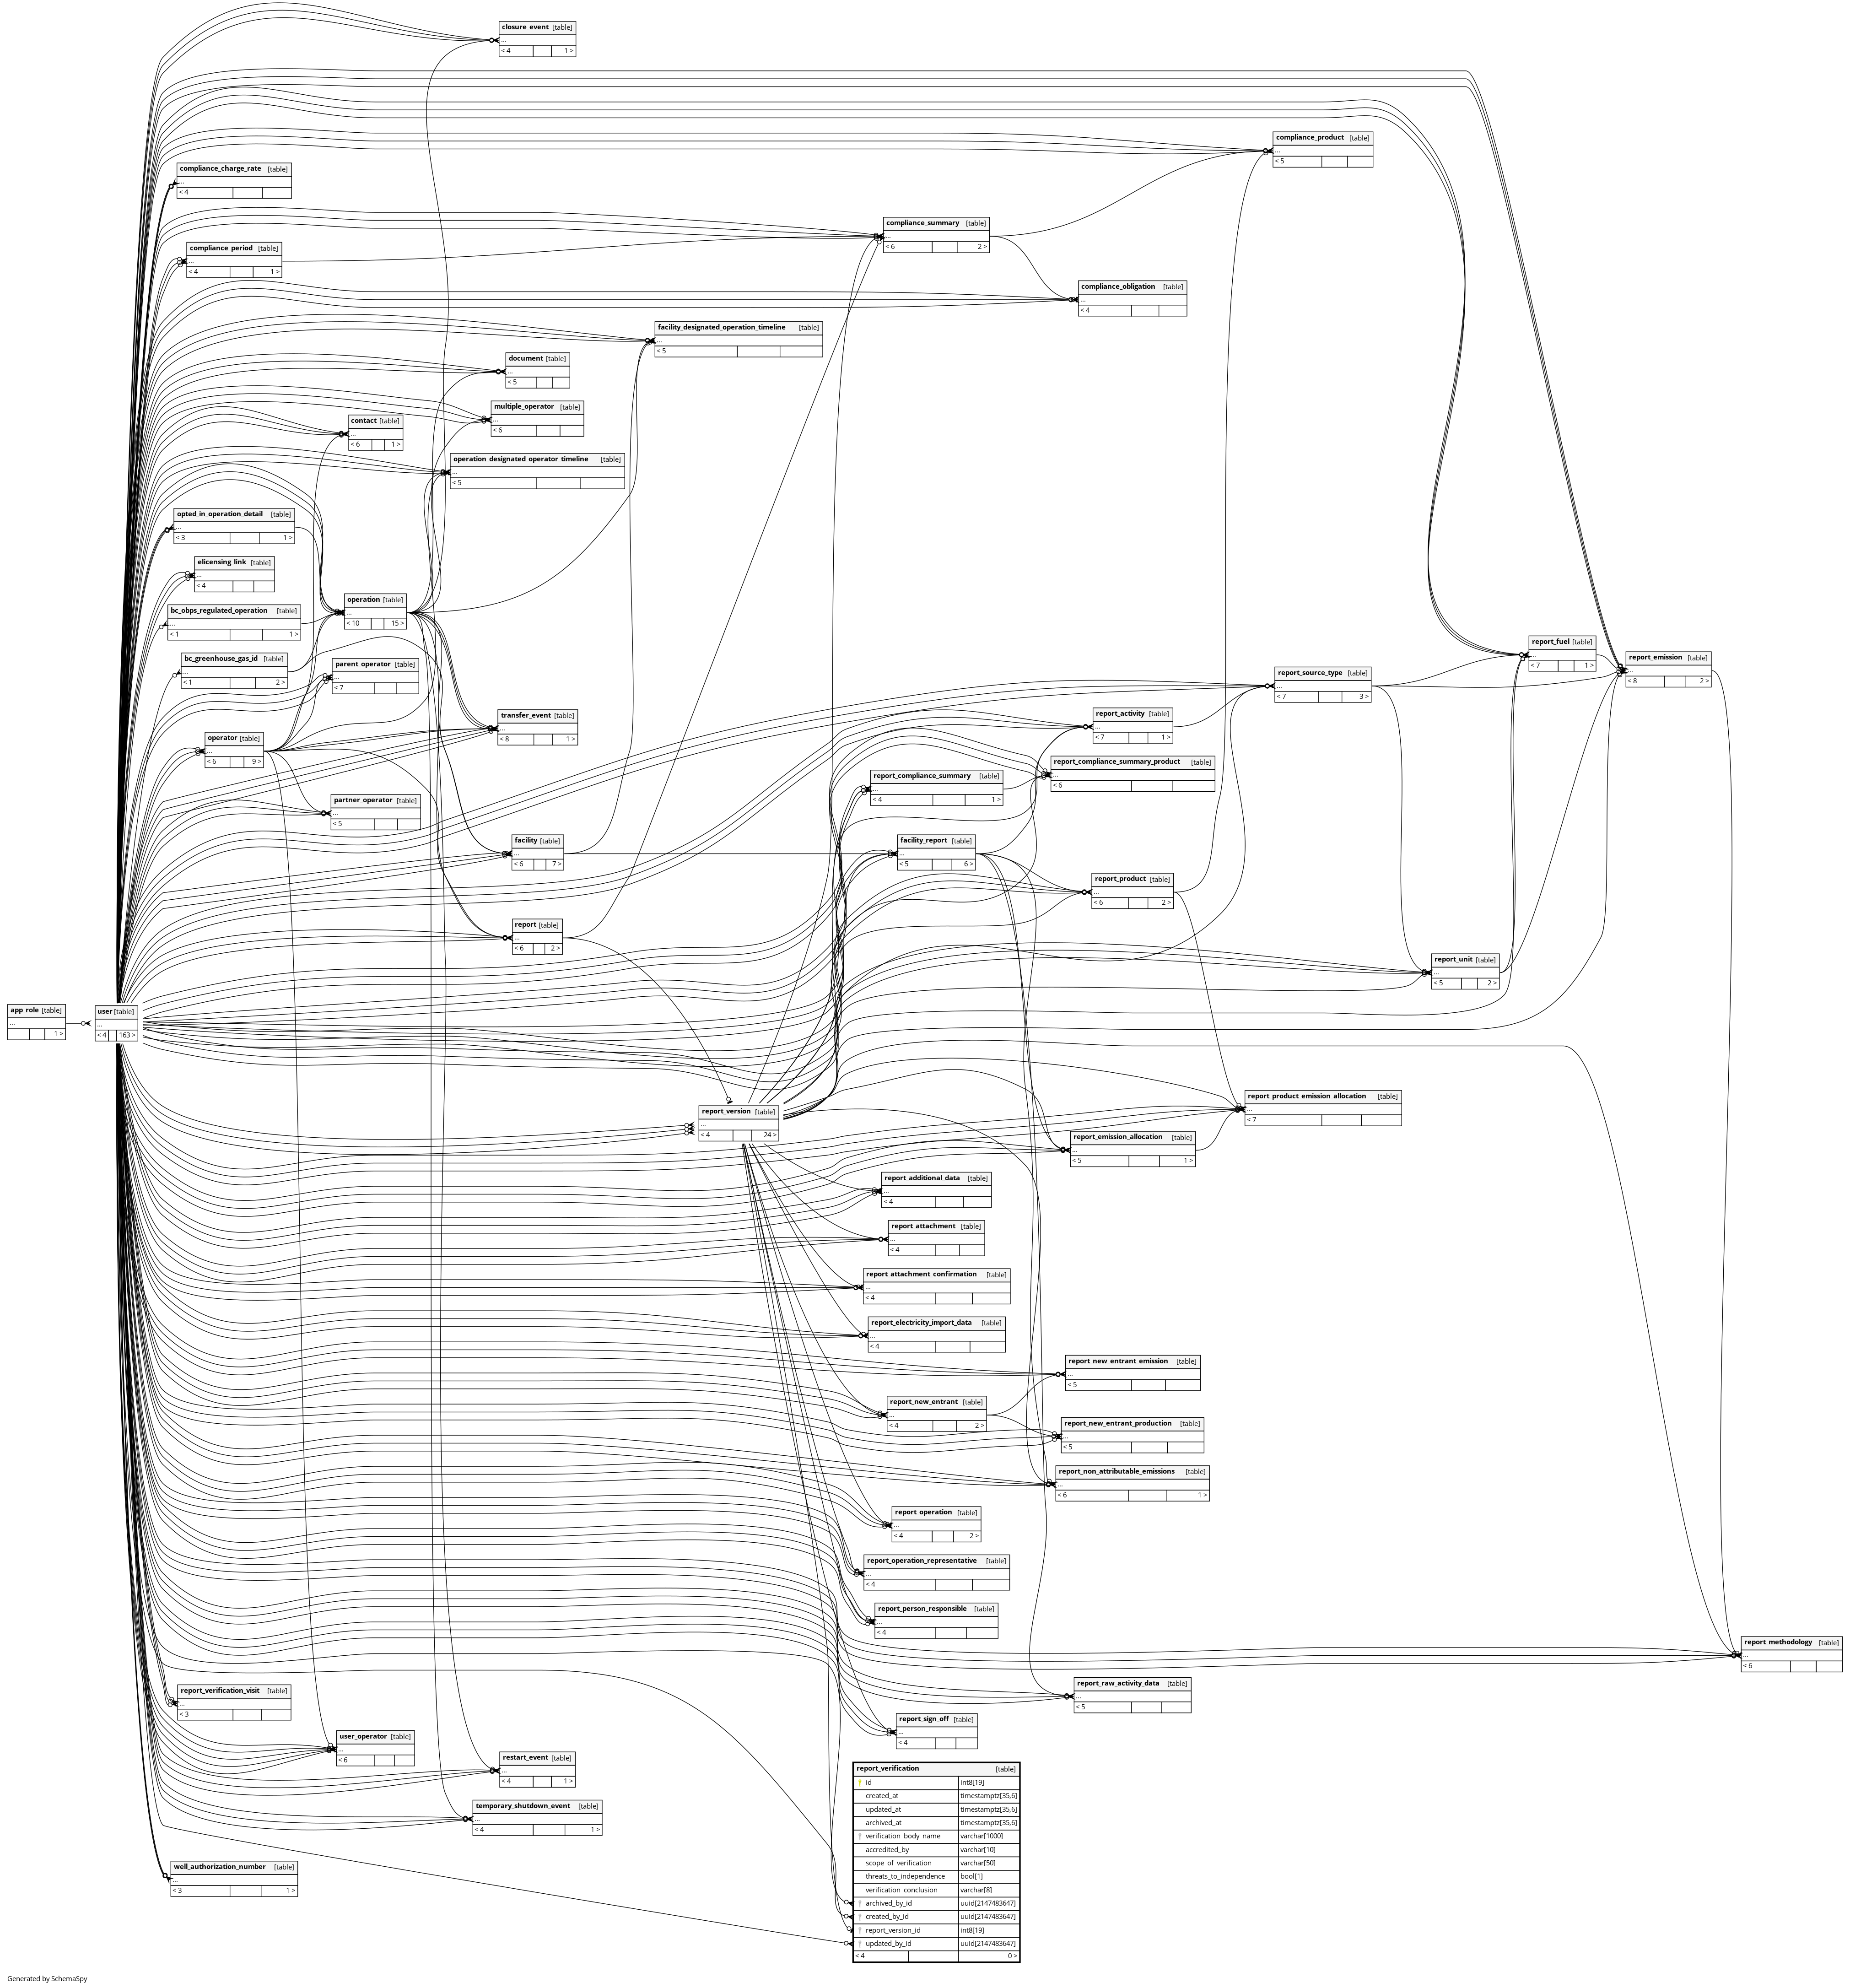 closure_event [table]
...
< 4 1 >
compliance_product [table]
...
< 5
compliance_charge_rate [table]
...
< 4
compliance_summary [table]
...
< 6 2 >
compliance_period [table]
...
< 4 1 >
compliance_obligation [table]
...
< 4
facility_designated_operation_timeline [table]
...
< 5
document [table]
...
< 5
multiple_operator [table]
...
< 6
contact [table]
...
< 6 1 >
operation_designated_operator_timeline [table]
...
< 5
opted_in_operation_detail [table]
...
< 3 1 >
elicensing_link [table]
...
< 4
operation [table]
...
< 10 15 >
bc_obps_regulated_operation [table]
...
< 1 1 >
report_fuel [table]
...
< 7 1 >
report_emission [table]
...
< 8 2 >
bc_greenhouse_gas_id [table]
...
< 1 2 >
parent_operator [table]
...
< 7
report_source_type [table]
...
< 7 3 >
transfer_event [table]
...
< 8 1 >
report_activity [table]
...
< 7 1 >
operator [table]
...
< 6 9 >
report_compliance_summary_product [table]
...
< 6
report_compliance_summary [table]
...
< 4 1 >
partner_operator [table]
...
< 5
facility [table]
...
< 6 7 >
facility_report [table]
...
< 5 6 >
report_product [table]
...
< 6 2 >
report [table]
...
< 6 2 >
report_unit [table]
...
< 5 2 >
app_role [table]
...
1 >
user [table]
...
< 4 163 >
report_product_emission_allocation [table]
...
< 7
report_version [table]
...
< 4 24 >
report_emission_allocation [table]
...
< 5 1 >
report_additional_data [table]
...
< 4
report_attachment [table]
...
< 4
report_attachment_confirmation [table]
...
< 4
report_electricity_import_data [table]
...
< 4
report_new_entrant_emission [table]
...
< 5
report_new_entrant [table]
...
< 4 2 >
report_new_entrant_production [table]
...
< 5
report_non_attributable_emissions [table]
...
< 6 1 >
report_operation [table]
...
< 4 2 >
report_operation_representative [table]
...
< 4
report_person_responsible [table]
...
< 4
report_methodology [table]
...
< 6
report_raw_activity_data [table]
...
< 5
report_verification_visit [table]
...
< 3
report_sign_off [table]
...
< 4
user_operator [table]
...
< 6
restart_event [table]
...
< 4 1 >
report_verification [table]
id int8[19]
created_at timestamptz[35,6]
updated_at timestamptz[35,6]
archived_at timestamptz[35,6]
verification_body_name varchar[1000]
accredited_by varchar[10]
scope_of_verification varchar[50]
threats_to_independence bool[1]
verification_conclusion varchar[8]
archived_by_id uuid[2147483647]
created_by_id uuid[2147483647]
report_version_id int8[19]
updated_by_id uuid[2147483647]
< 4 0 >
temporary_shutdown_event [table]
...
< 4 1 >
well_authorization_number [table]
...
< 3 1 >
Generated by SchemaSpy